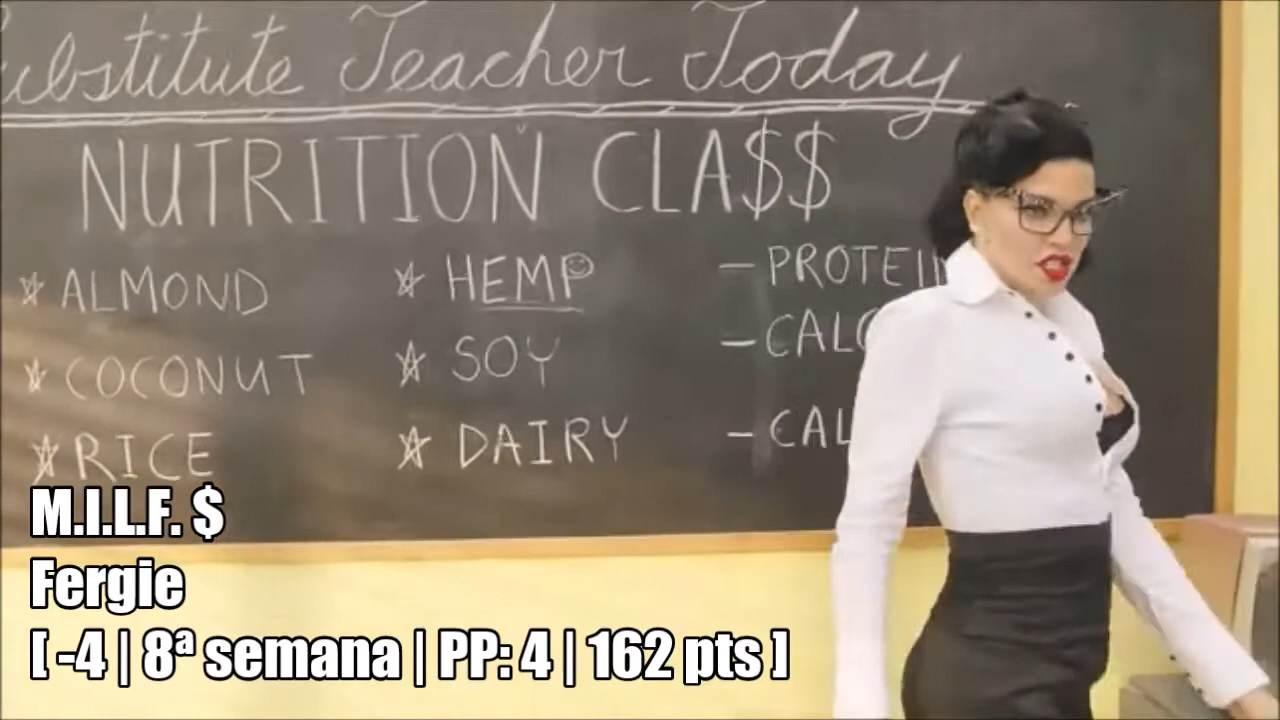 ubstitute Teacher Today
NUTRITION CLA$$
ALMOND
COCONUT
RICE
HEMP
SOY
DAIRY
- PROTEI
- CALC
- CAL
M.I.L.F. $
Fergie
[ -4 | 8ª semana | PP: 4 | 162 pts ]